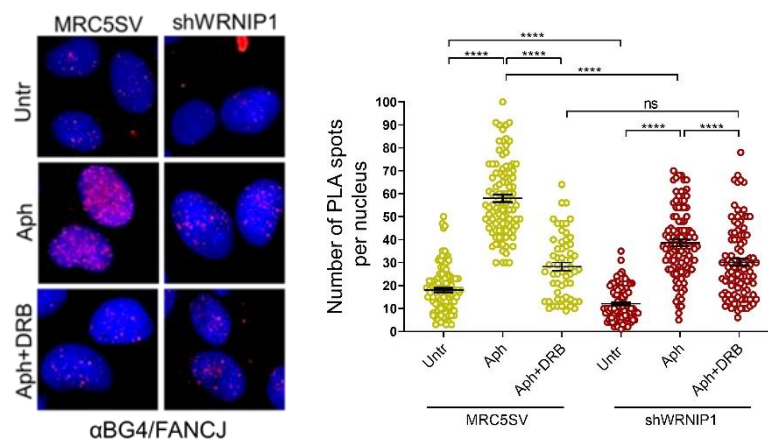 MRC5SV shWRNIP1
Untr
Aph
Aph+DRB
αBG4/FANCJ
****
**** ****
****
ns
**** ****
Number of PLA spots
per nucleus
100
90
80
70
60
50
40
30
20
10
0
Untr Aph Aph+DRB Untr Aph Aph+DRB
MRC5SV shWRNIP1